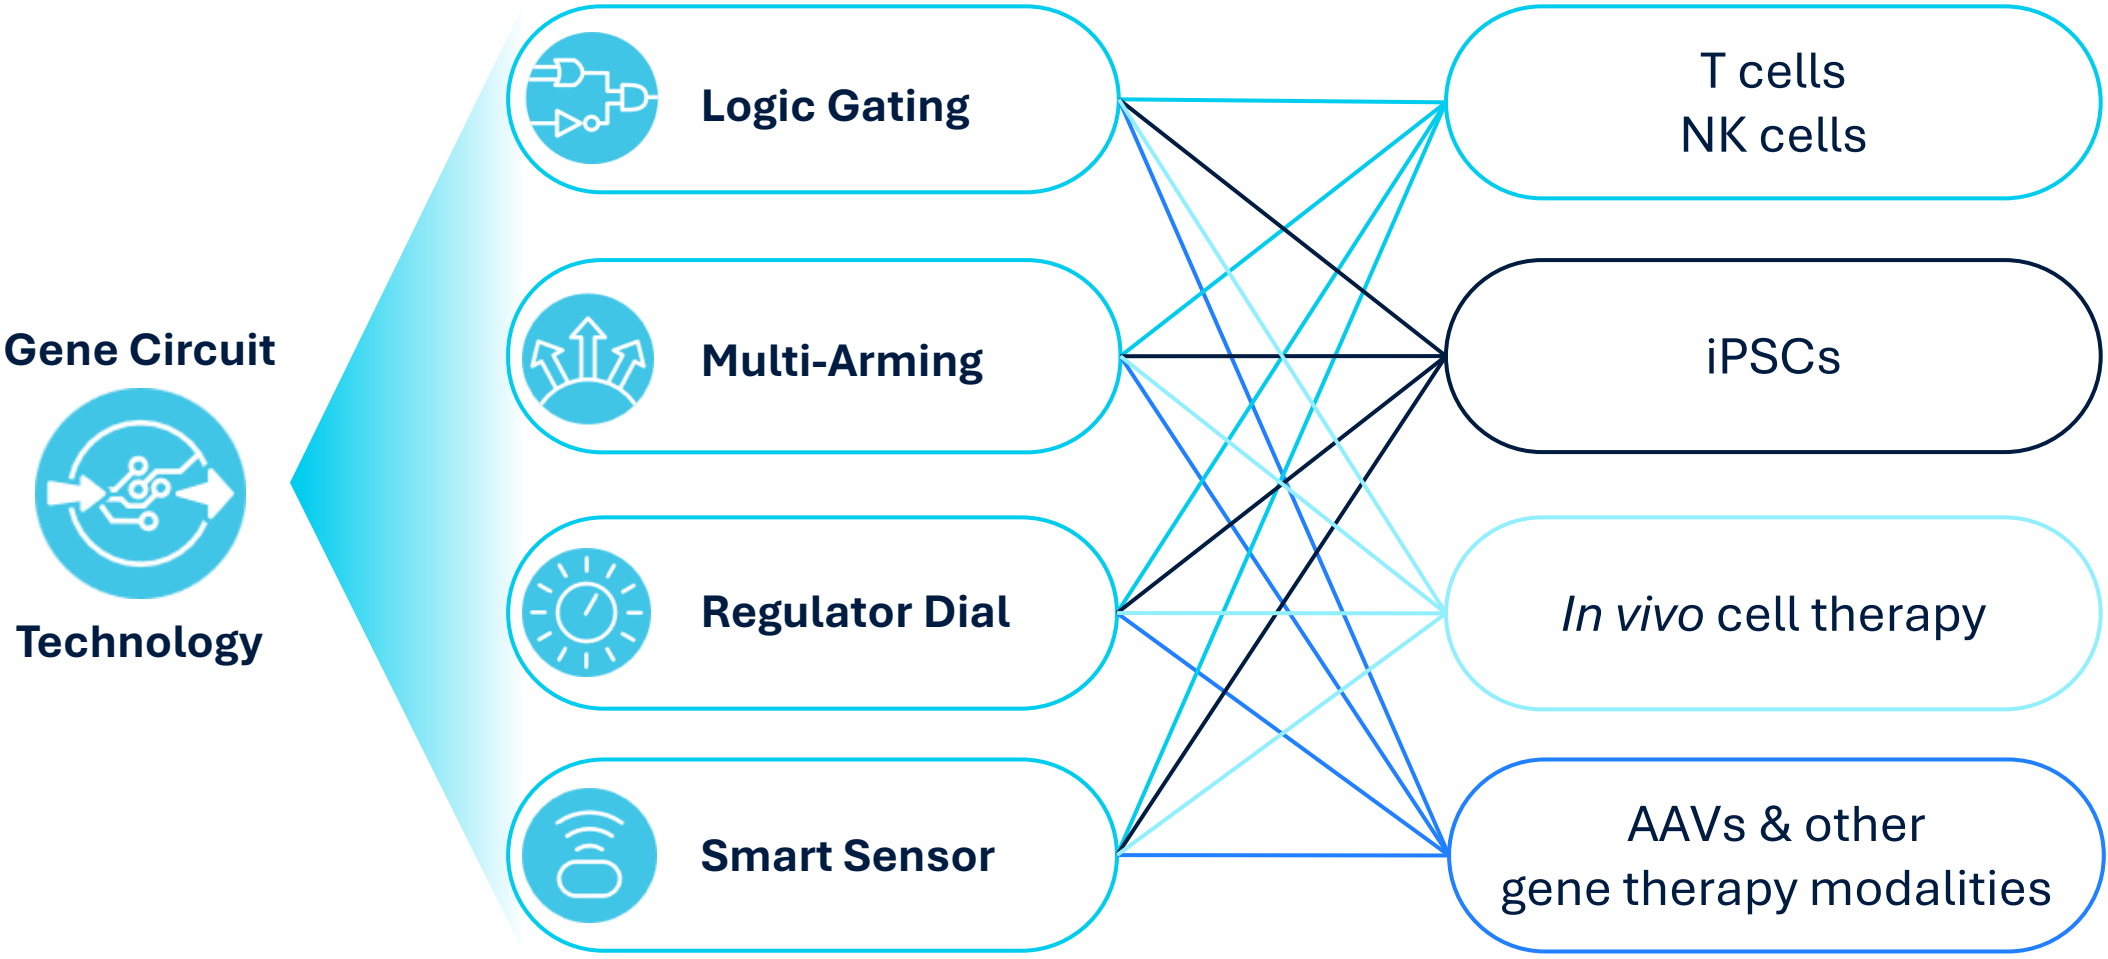 Gene Circuit
Technology
Logic Gating
Multi-Arming
Regulator Dial
Smart Sensor
T cells
NK cells
iPSCs
In vivo cell therapy
AAVs & other
gene therapy modalities